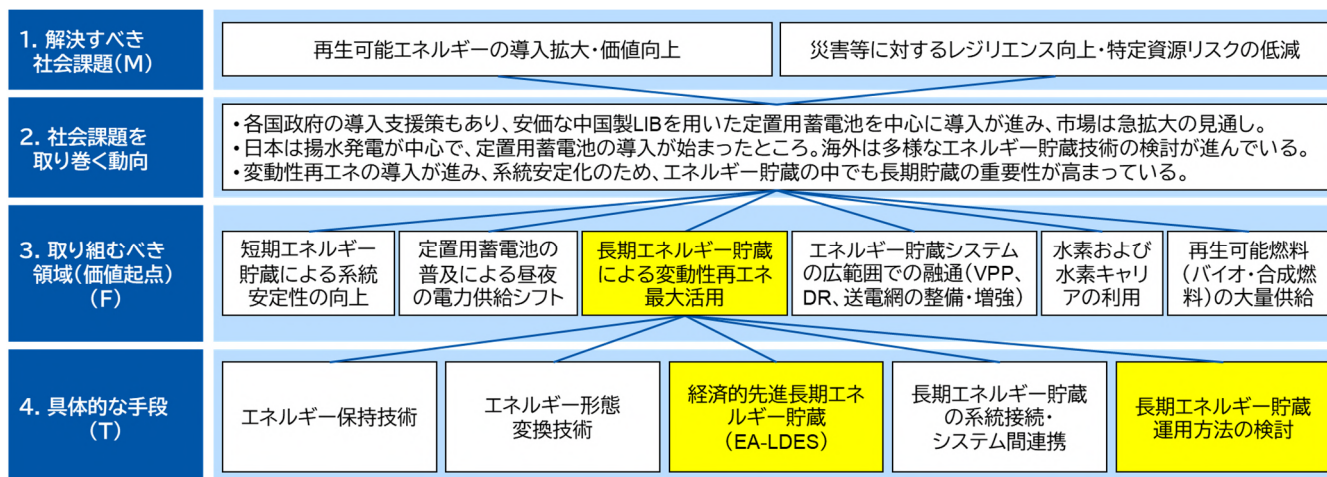 1. 解決すべき
社会課題(M)
再生可能エネルギーの導入拡大・価値向上
災害等に対するレジリエンス向上・特定資源リスクの低減
2. 社会課題を
取り巻く動向
・各国政府の導入支援策もあり、安価な中国製LIBを用いた定置用蓄電池を中心に導入が進み、市場は急拡大の見通し。
・日本は揚水発電が中心で、定置用蓄電池の導入が始まったところ。海外は多様なエネルギー貯蔵技術の検討が進んでいる。
・変動性再エネの導入が進み、系統安定化のため、エネルギー貯蔵の中でも長期貯蔵の重要性が高まっている。
3. 取り組むべき
領域(価値起点)
(F)
短期エネルギー
貯蔵による系統
安定性の向上
定置用蓄電池の
普及による昼夜
の電力供給シフト
長期エネルギー貯蔵
による変動性再エネ
最大活用
エネルギー貯蔵システム
の広範囲での融通(VPP、
DR、送電網の整備・増強)
水素および
水素キャリ
アの利用
再生可能燃料
(バイオ・合成燃
料)の大量供給
4. 具体的な手段
(T)
エネルギー保持技術
エネルギー形態
変換技術
経済的先進長期エネ
ルギー貯蔵
(EA-LDES)
長期エネルギー貯蔵
の系統接続・
システム間連携
長期エネルギー貯蔵
運用方法の検討